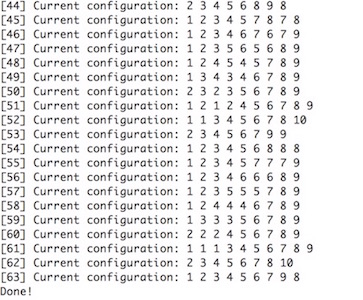 [44] Current configuration: 2 3 4 5 6 8 9 8
[45] Current configuration: 1 2 3 4 5 7 8 7 8
[46] Current configuration: 1 2 3 4 6 7 6 7 9
[47] Current configuration: 1 2 3 5 6 5 6 8 9
[48] Current configuration: 1 2 4 5 4 5 7 8 9
[49] Current configuration: 1 3 4 3 4 6 7 8 9
[50] Current configuration: 2 3 2 3 5 6 7 8 9
[51] Current configuration: 1 2 1 2 4 5 6 7 8 9
[52] Current configuration: 1 1 3 4 5 6 7 8 10
[53] Current configuration: 2 3 4 5 6 7 9 9
[54] Current configuration: 1 2 3 4 5 6 8 8 8
[55] Current configuration: 1 2 3 4 5 7 7 7 9
[56] Current configuration: 1 2 3 4 6 6 6 8 9
[57] Current configuration: 1 2 3 5 5 5 7 8 9
[58] Current configuration: 1 2 4 4 4 6 7 8 9
[59] Current configuration: 1 3 3 3 5 6 7 8 9
[60] Current configuration: 2 2 2 4 5 6 7 8 9
[61] Current configuration: 1 1 1 3 4 5 6 7 8 9
[62] Current configuration: 2 3 4 5 6 7 8 10
[63] Current configuration: 1 2 3 4 5 6 7 9 8
Done!